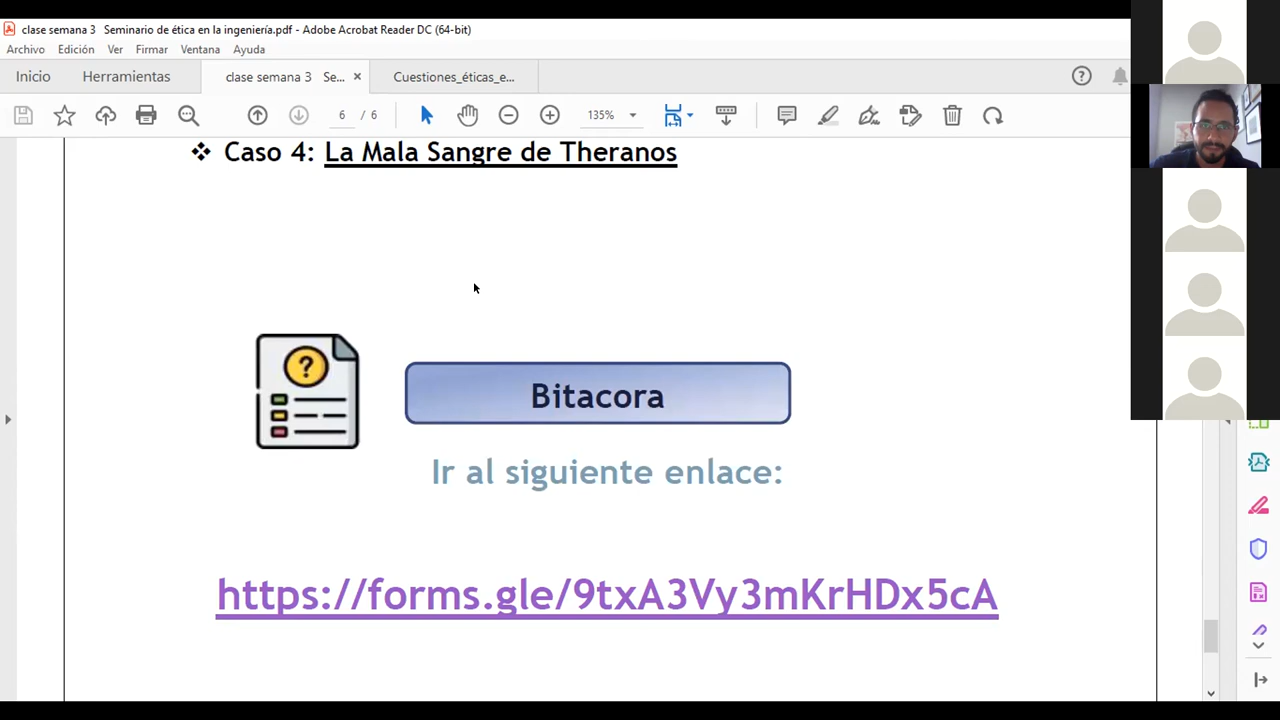 clase semana 3 Seminario de ética en la ingeniería.pdf - Adobe Acrobat Reader DC (64-bit)
Archivo Edición Ver Firmar Ventana Ayuda
Inicio Herramientas clase semana 3 Se... × Cuestiones_éticas_e...
6 / 6 135%
❖ Caso 4: La Mala Sangre de Theranos
?
Bitacora
Ir al siguiente enlace:
https://forms.gle/9txA3Vy3mKrHDx5cA